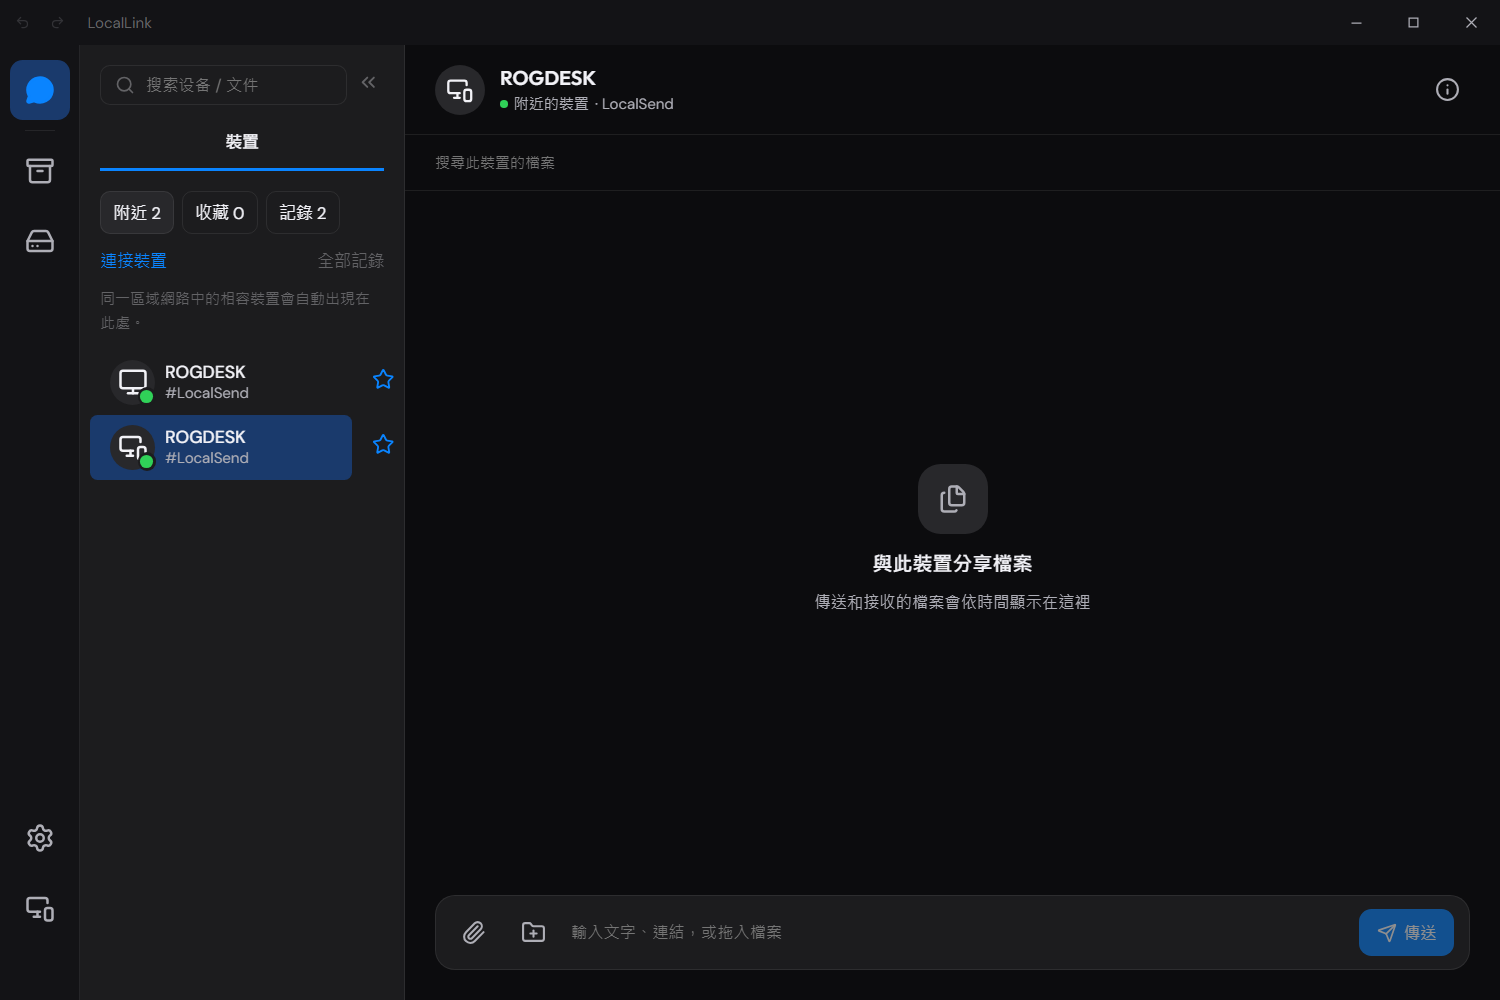 LocalLink
搜索设备 / 文件
裝置
附近 2
收藏 0
記錄 2
連接裝置
全部記錄
同一區域網路中的相容裝置會自動出現在
此處。
ROGDESK
#LocalSend
ROGDESK
#LocalSend
ROGDESK
附近的裝置 · LocalSend
搜尋此裝置的檔案
與此裝置分享檔案
傳送和接收的檔案會依時間顯示在這裡
輸入文字、連結，或拖入檔案
傳送